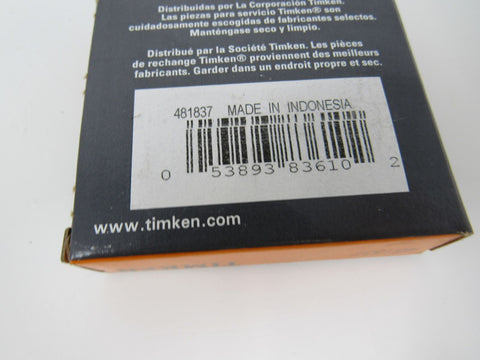 Distribuidas por La Corporación Timken.
Las piezas para servicio Timken® son
cuidadosamente escogidas de fabricantes selectos.
Manténgase seco y limpio.
Distribué par la Société Timken. Les pièces
de rechange Timken® proviennent des meilleurs
fabricants. Garder dans un endroit propre et sec.
481837 MADE IN INDONESIA
0 53893 83610 2
www.timken.com